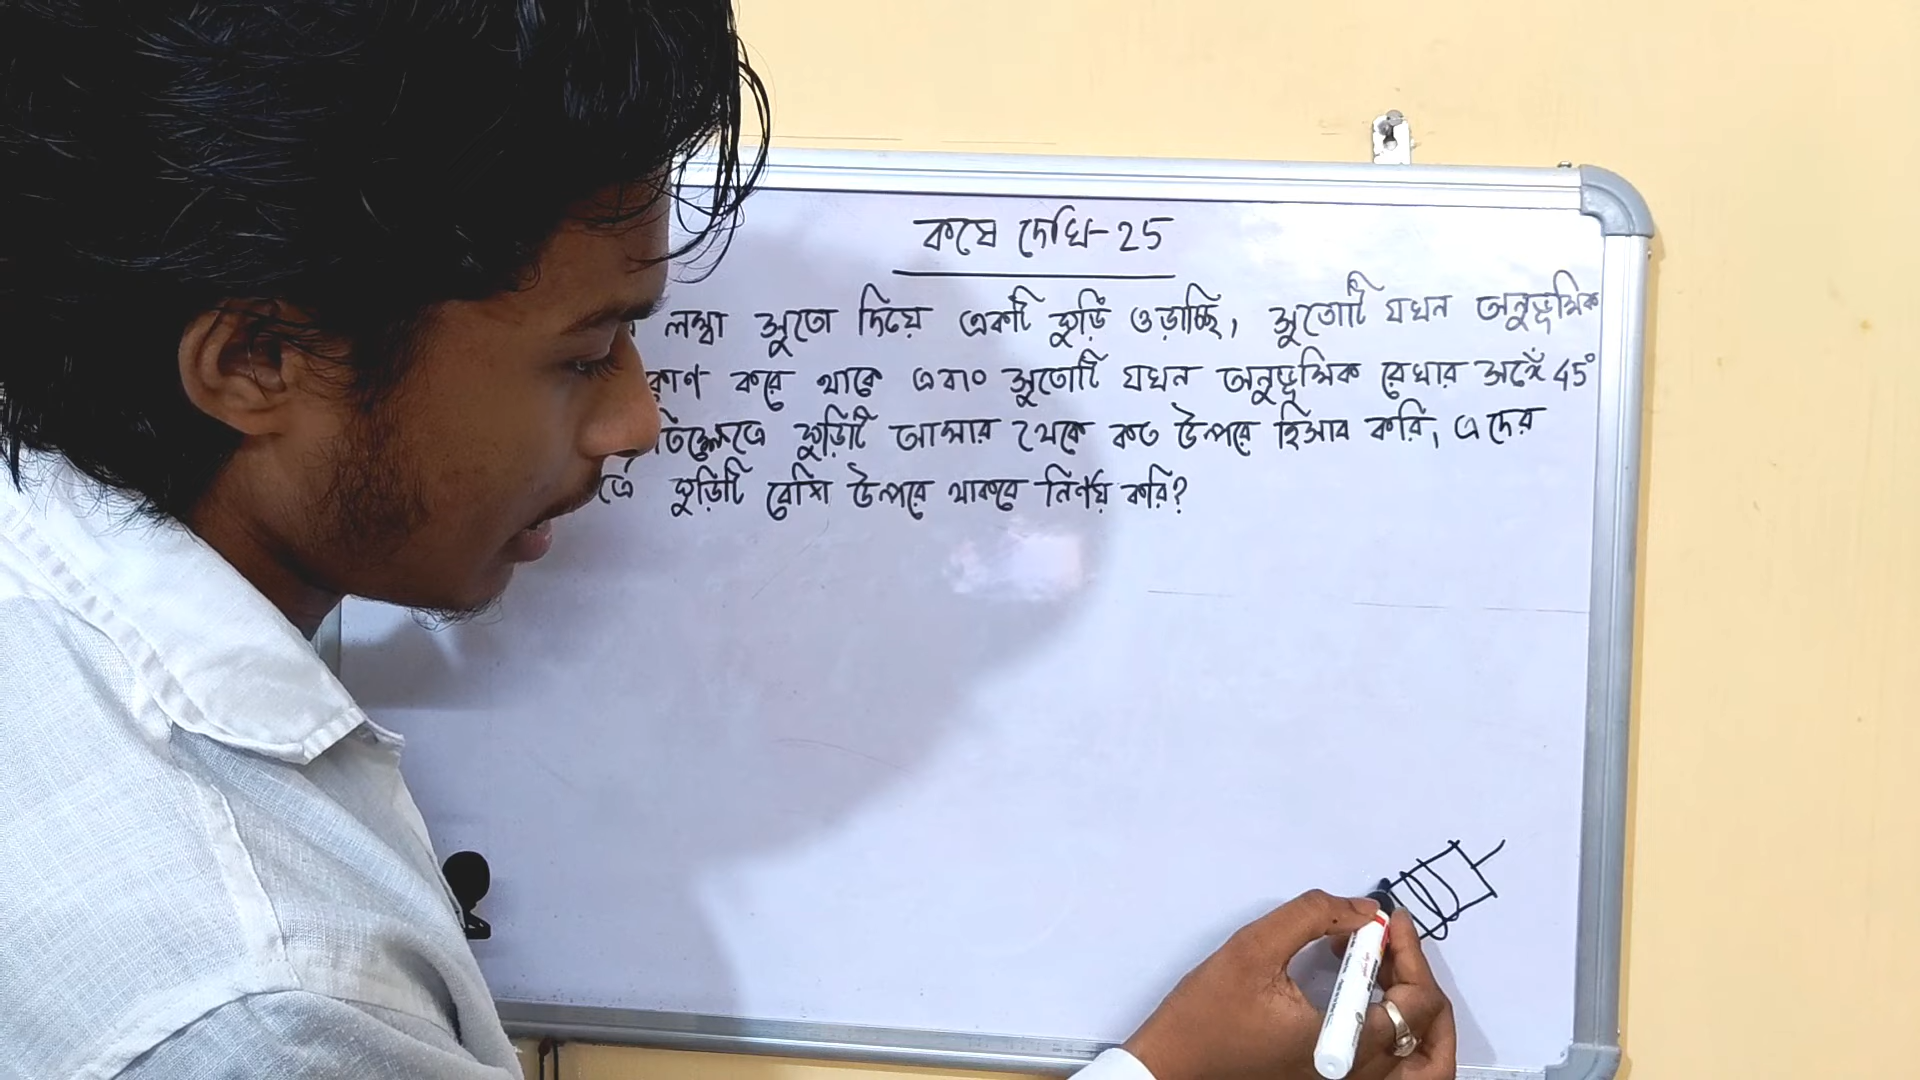 কষে দেখি-25
লম্বা সুতো দিয়ে একটি ঘুড়ি ওড়াচ্ছি, সুতোটি যখন অনুভূমিক
করে থাকে এবং সুতোটি যখন অনুভূমিক রেখার সঙ্গে 45°
ঘুড়িটি আমার থেকে কত উপরে হিসাব করি, এদের
ঘুড়িটি বেশি উপরে থাকবে নির্ণয় করি?